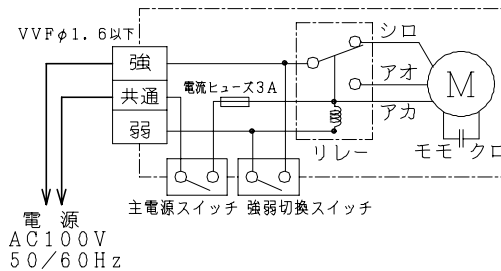 VVFφ1.6以下
強
共通
弱
電流ヒューズ3A
シロ
アオ
アカ
M
モモ クロ
リレー
主電源スイッチ 強弱切換スイッチ
電源
AC100V
50/60Hz